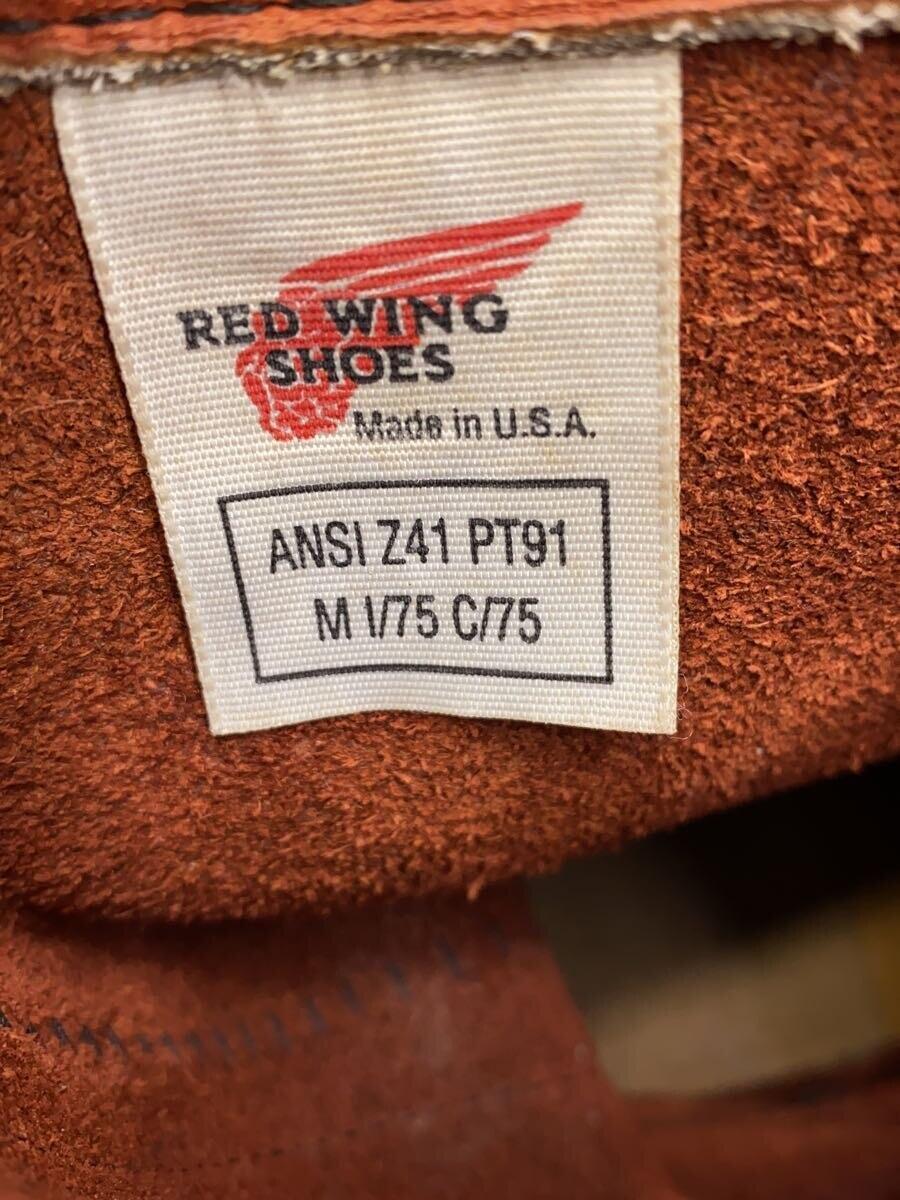 RED WING
SHOES
Made in U.S.A.
ANSI Z41 PT91
M I/75 C/75